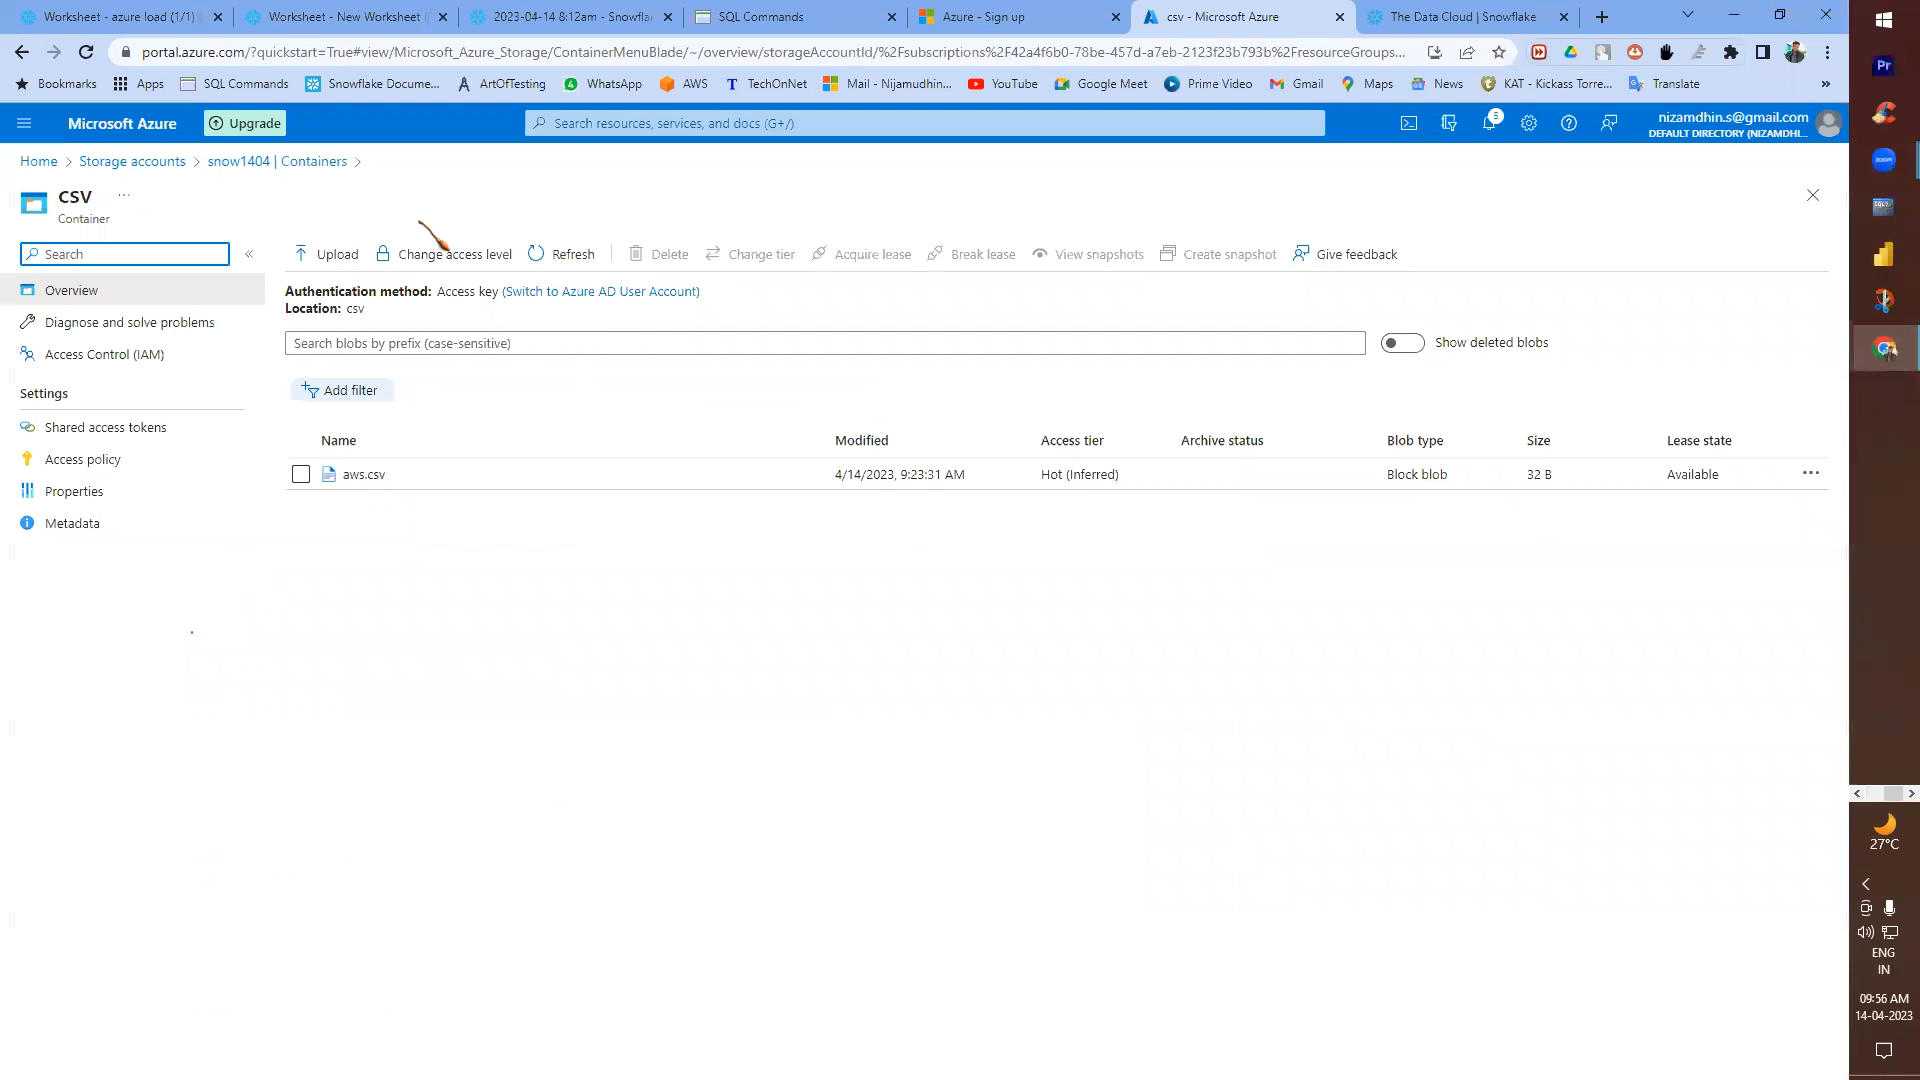 Worksheet - azure load (1/1)
Worksheet - New Worksheet (
2023-04-14 8:12am - Snowfla
SQL Commands
Azure - Sign up
csv - Microsoft Azure
The Data Cloud | Snowflake
portal.azure.com/?quickstart=True#view/Microsoft_Azure_Storage/ContainerMenuBlade/~/overview/storageAccountId/%2Fsubscriptions%2F42a4f6b0-78be-457d-a7eb-2123f23b793b%2FresourceGroups...
Bookmarks
Apps
SQL Commands
Snowflake Docume...
ArtOfTesting
WhatsApp
AWS
TechOnNet
Mail - Nijamudhin...
YouTube
Google Meet
Prime Video
Gmail
Maps
News
KAT - Kickass Torre...
Translate
»
Microsoft Azure
Upgrade
Search resources, services, and docs (G+/)
5
nizamdhin.s@gmail.com
DEFAULT DIRECTORY (NIZAMDHI...
Home > Storage accounts > snow1404 | Containers >
CSV ...
Container
Search
«
Upload
Change access level
Refresh
Delete
Change tier
Acquire lease
Break lease
View snapshots
Create snapshot
Give feedback
Overview
Diagnose and solve problems
Access Control (IAM)
Settings
Shared access tokens
Access policy
Properties
Metadata
Authentication method: Access key (Switch to Azure AD User Account)
Location: csv
Search blobs by prefix (case-sensitive)
Show deleted blobs
Add filter
Name Modified Access tier Archive status Blob type Size Lease state
aws.csv 4/14/2023, 9:23:31 AM Hot (Inferred) Block blob 32 B Available ...
Pr
zoom
27°C
ENG
IN
09:56 AM
14-04-2023